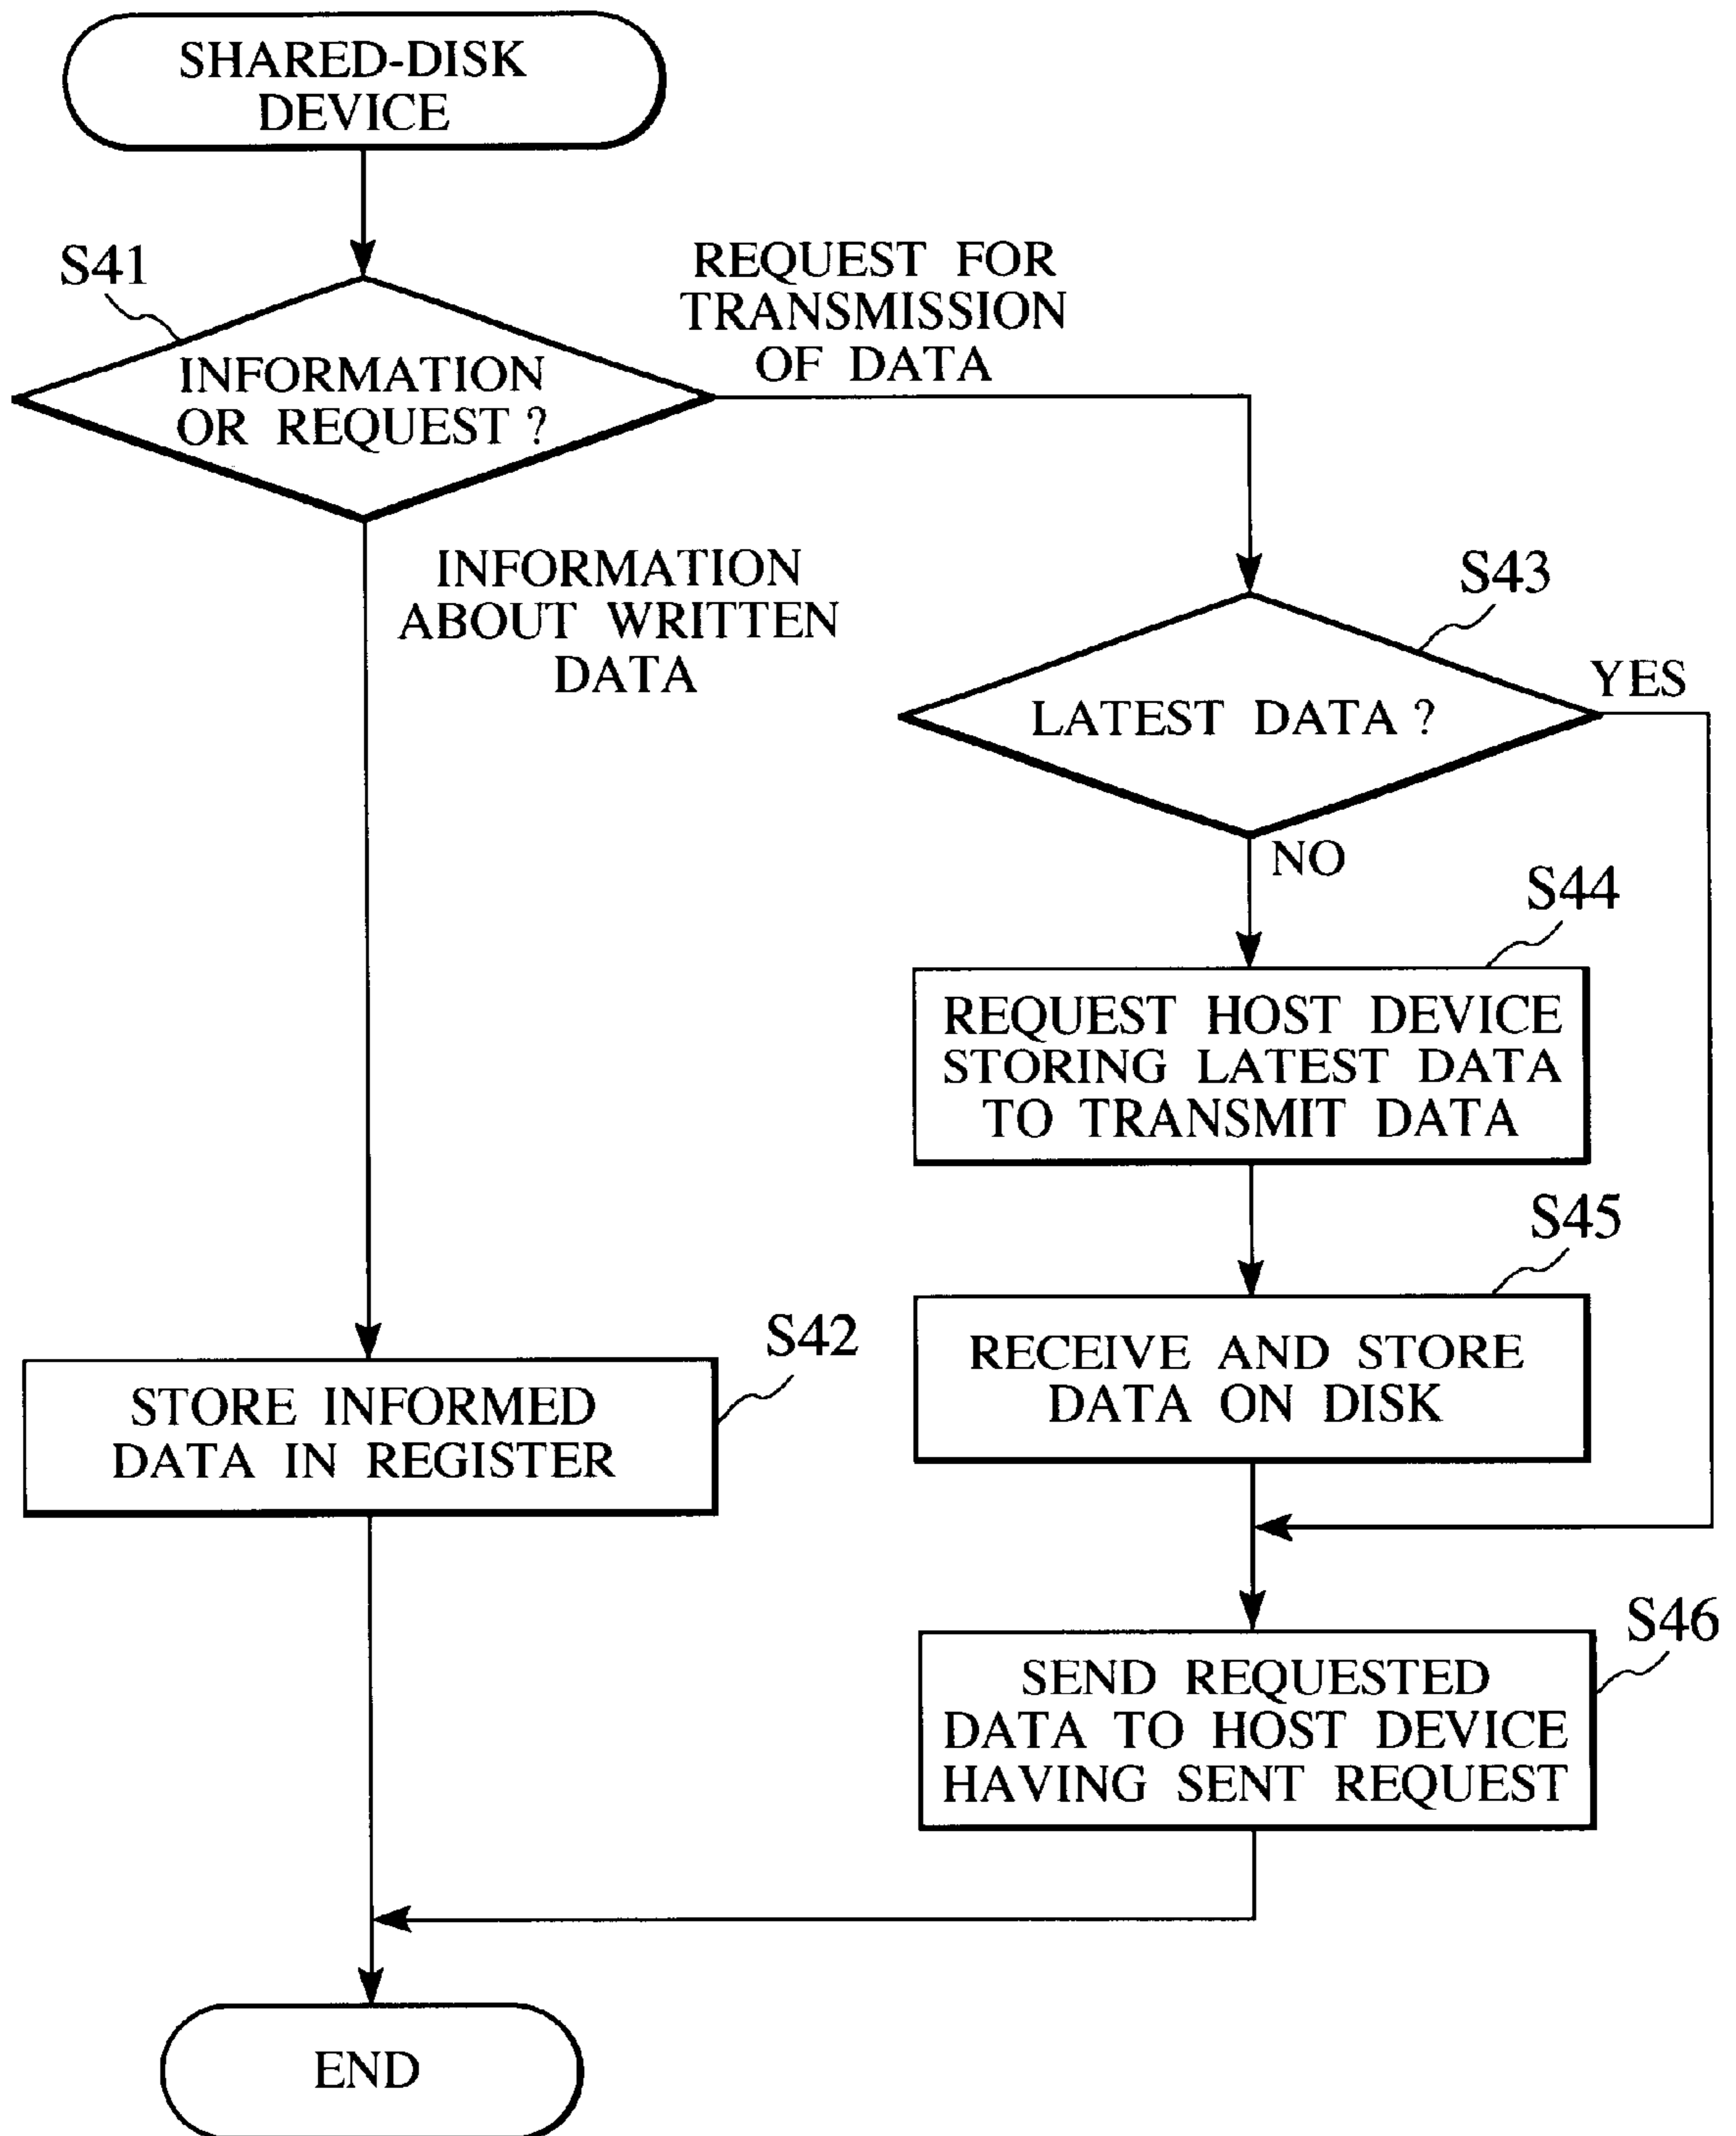 SHARED-DISK
DEVICE
S41
INFORMATION
OR REQUEST ?
REQUEST FOR
TRANSMISSION
OF DATA
INFORMATION
ABOUT WRITTEN
DATA
S43
LATEST DATA ?
YES
NO
S44
REQUEST HOST DEVICE
STORING LATEST DATA
TO TRANSMIT DATA
S45
RECEIVE AND STORE
DATA ON DISK
S42
STORE INFORMED
DATA IN REGISTER
S46
SEND REQUESTED
DATA TO HOST DEVICE
HAVING SENT REQUEST
END